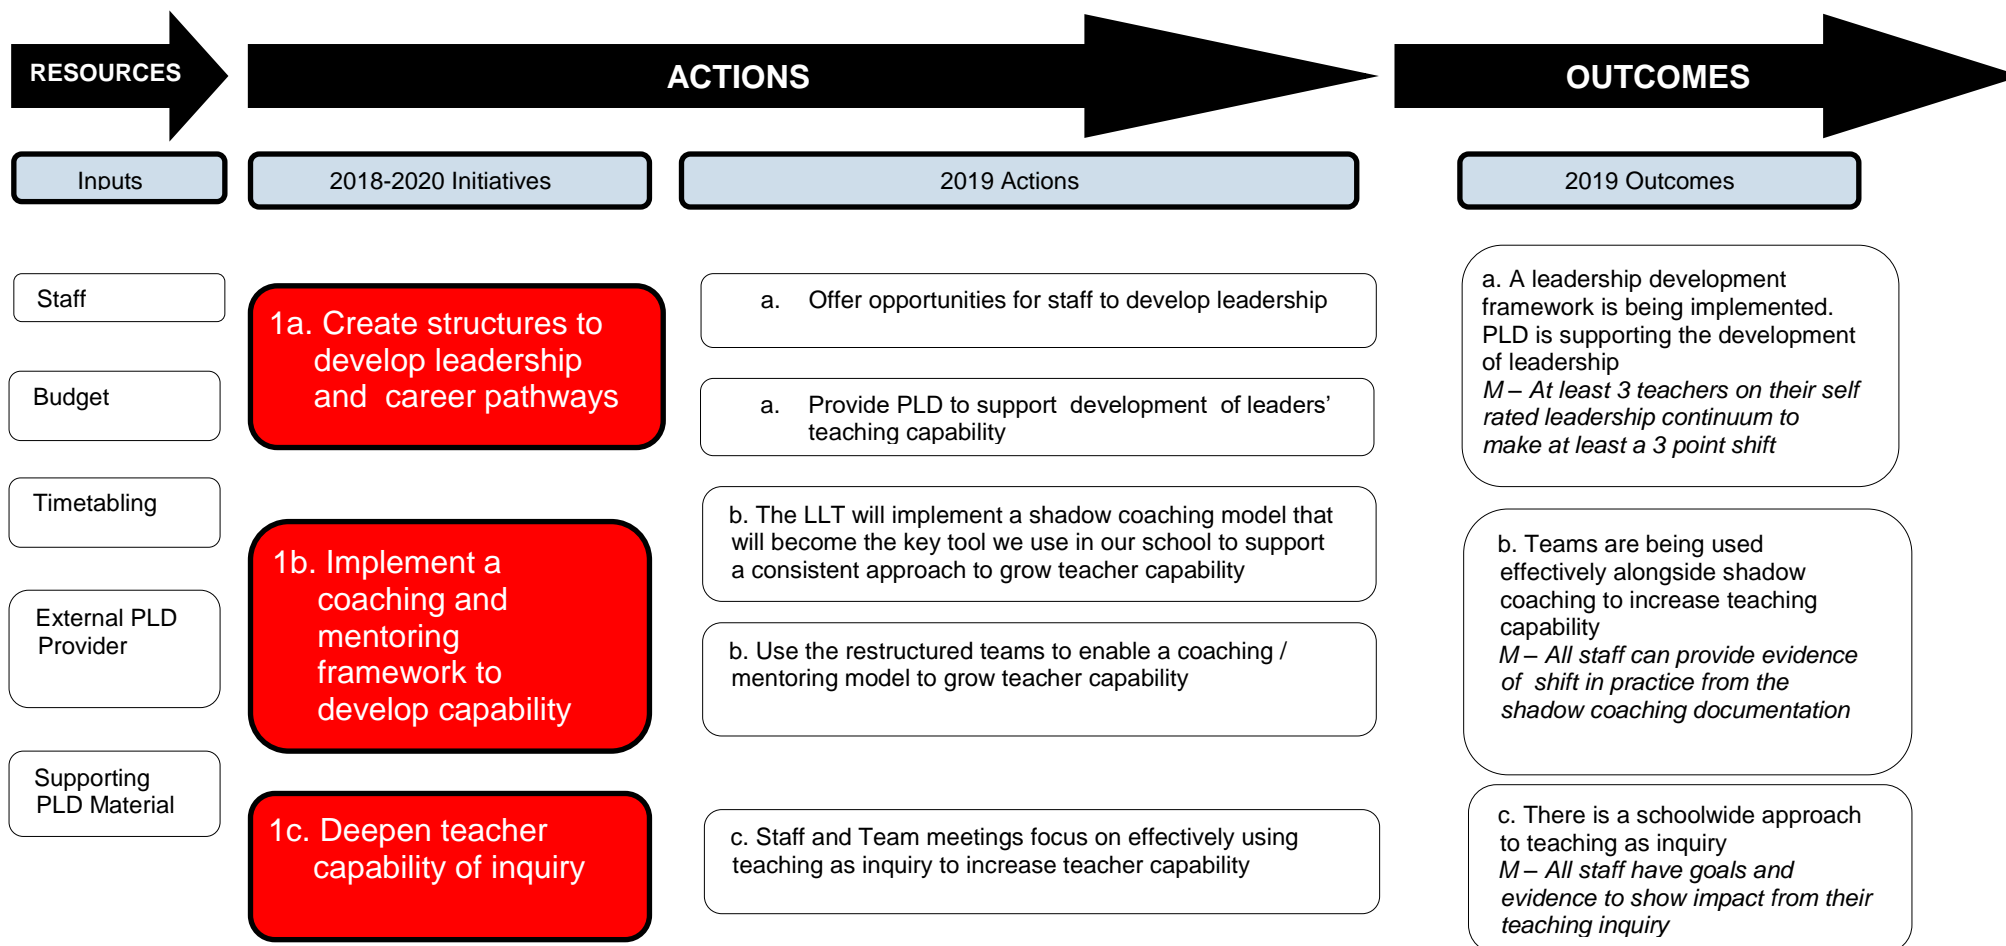 RESOURCES
ACTIONS
OUTCOMES
Inputs
2018-2020 Initiatives
2019 Actions
2019 Outcomes
Staff
Budget
Timetabling
External PLD
Provider
Supporting
PLD Material
1a. Create structures to
develop leadership
and career pathways
1b. Implement a
coaching and
mentoring
framework to
develop capability
1c. Deepen teacher
capability of inquiry
a. Offer opportunities for staff to develop leadership
a. Provide PLD to support development of leaders’
teaching capability
b. The LLT will implement a shadow coaching model that
will become the key tool we use in our school to support
a consistent approach to grow teacher capability
b. Use the restructured teams to enable a coaching /
mentoring model to grow teacher capability
c. Staff and Team meetings focus on effectively using
teaching as inquiry to increase teacher capability
a. A leadership development
framework is being implemented.
PLD is supporting the development
of leadership
M – At least 3 teachers on their self
rated leadership continuum to
make at least a 3 point shift
b. Teams are being used
effectively alongside shadow
coaching to increase teaching
capability
M – All staff can provide evidence
of shift in practice from the
shadow coaching documentation
c. There is a schoolwide approach
to teaching as inquiry
M – All staff have goals and
evidence to show impact from their
teaching inquiry